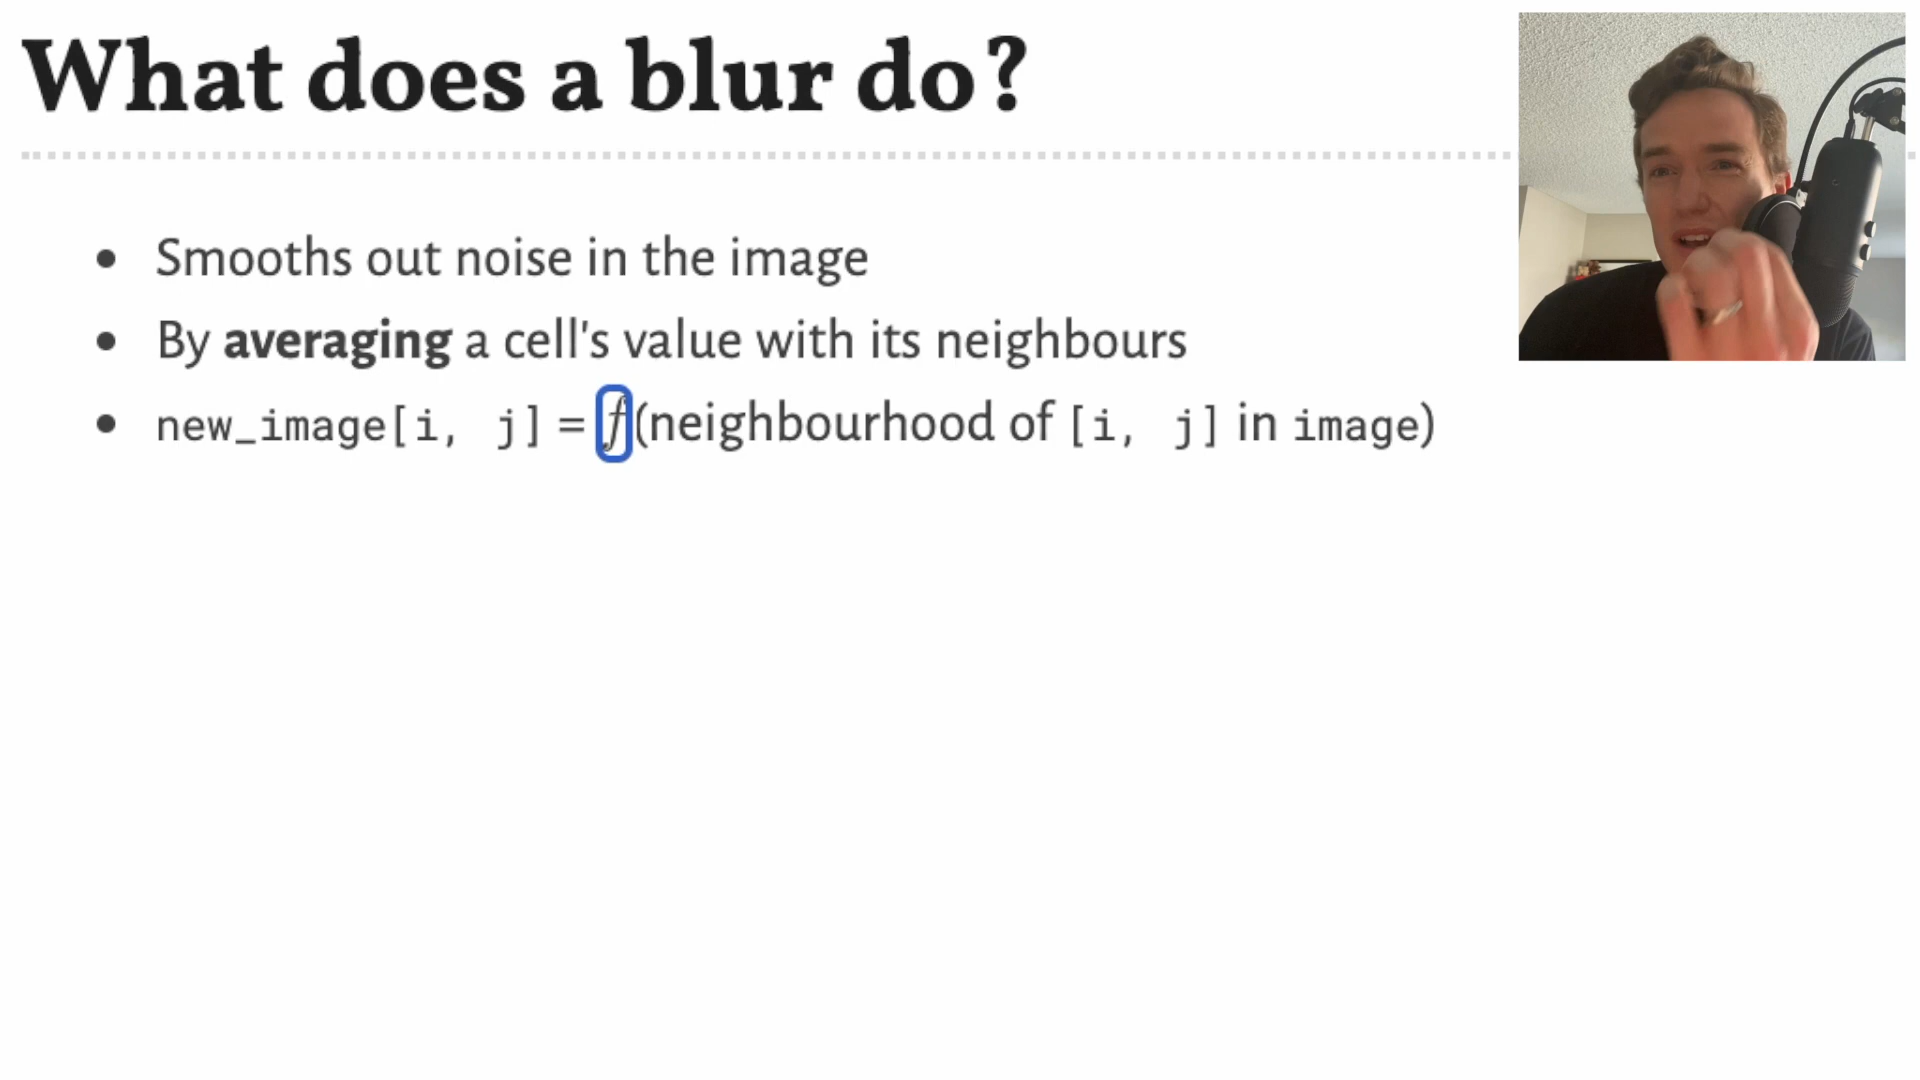 What does a blur do?
• Smooths out noise in the image
• By averaging a cell's value with its neighbours
• new_image[i, j] = f(neighbourhood of [i, j] in image)